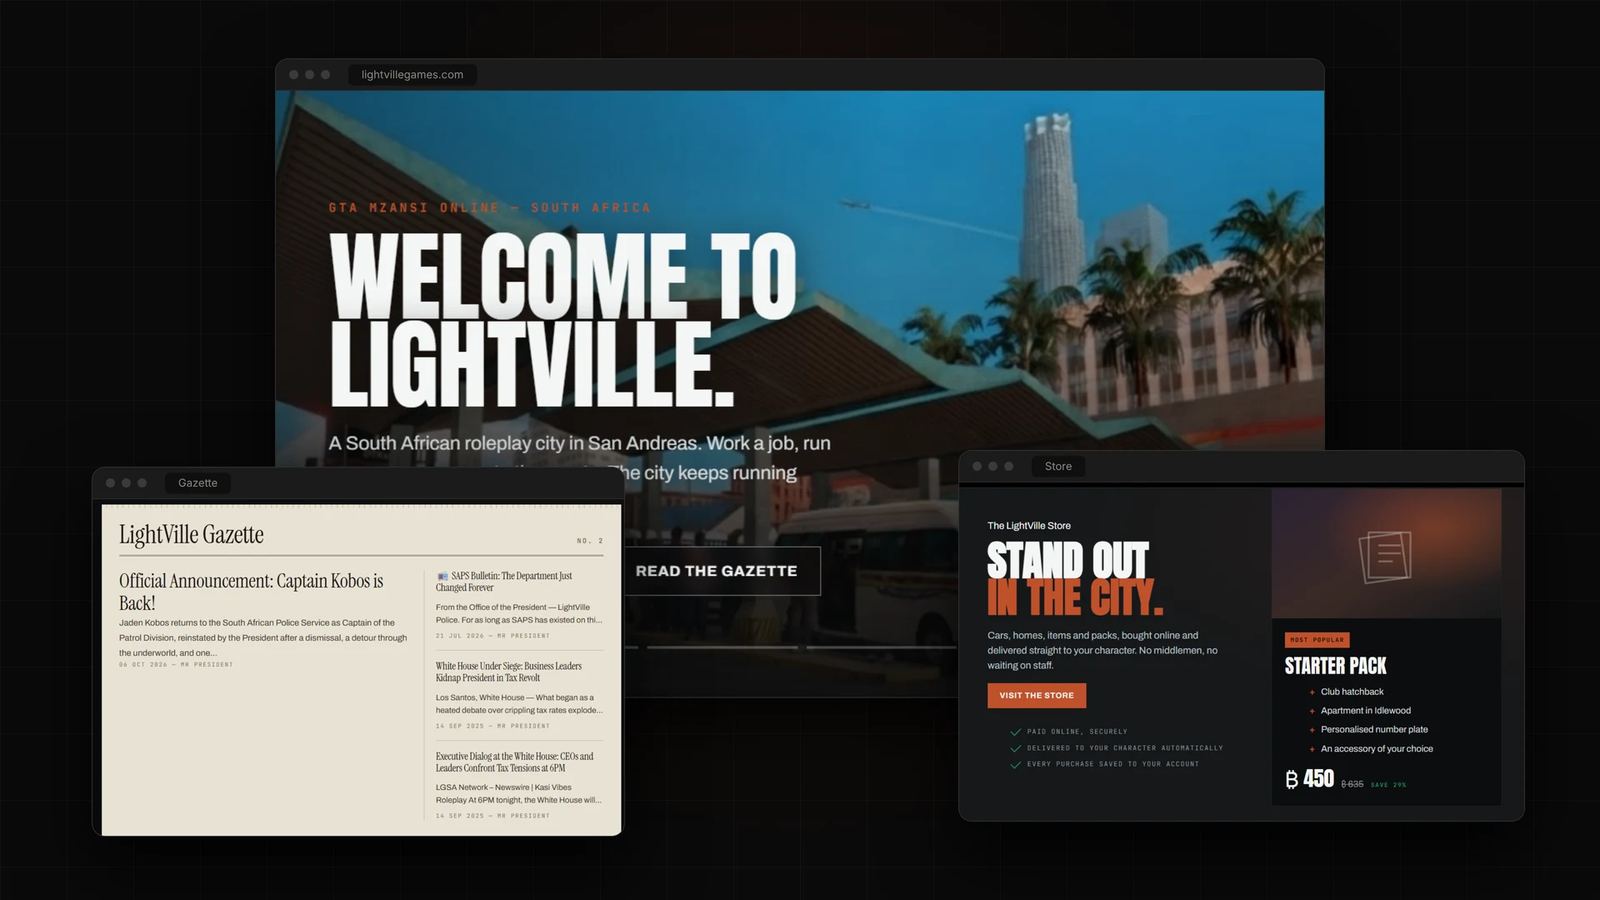 lightvillegames.com
GTA MZANSI ONLINE — SOUTH AFRICA
WELCOME TO
LIGHTVILLE.
A South African roleplay city in San Andreas. Work a job, run
The city keeps running
READ THE GAZETTE
Gazette
LightVille Gazette
NO. 2
Official Announcement: Captain Kobos is
Back!
Jaden Kobos returns to the South African Police Service as Captain of the
Patrol Division, reinstated by the President after a dismissal, a detour through
the underworld, and one...
06 OCT 2026 — MR PRESIDENT
SAPS Bulletin: The Department Just
Changed Forever
From the Office of the President — LightVille
Police. For as long as SAPS has existed on thi...
21 JUL 2026 — MR PRESIDENT
White House Under Siege: Business Leaders
Kidnap President in Tax Revolt
Los Santos, White House — What began as a
heated debate over crippling tax rates explode...
14 SEP 2025 — MR PRESIDENT
Executive Dialog at the White House: CEOs and
Leaders Confront Tax Tensions at 6PM
LGSA Network – Newswire | Kasi Vibes
Roleplay At 6PM tonight, the White House will...
14 SEP 2025 — MR PRESIDENT
Store
The LightVille Store
STAND OUT
IN THE CITY.
Cars, homes, items and packs, bought online and
delivered straight to your character. No middlemen, no
waiting on staff.
VISIT THE STORE
PAID ONLINE, SECURELY
DELIVERED TO YOUR CHARACTER AUTOMATICALLY
EVERY PURCHASE SAVED TO YOUR ACCOUNT
MOST POPULAR
STARTER PACK
+ Club hatchback
+ Apartment in Idlewood
+ Personalised number plate
+ An accessory of your choice
₿ 450 ₿ 635 SAVE 29%